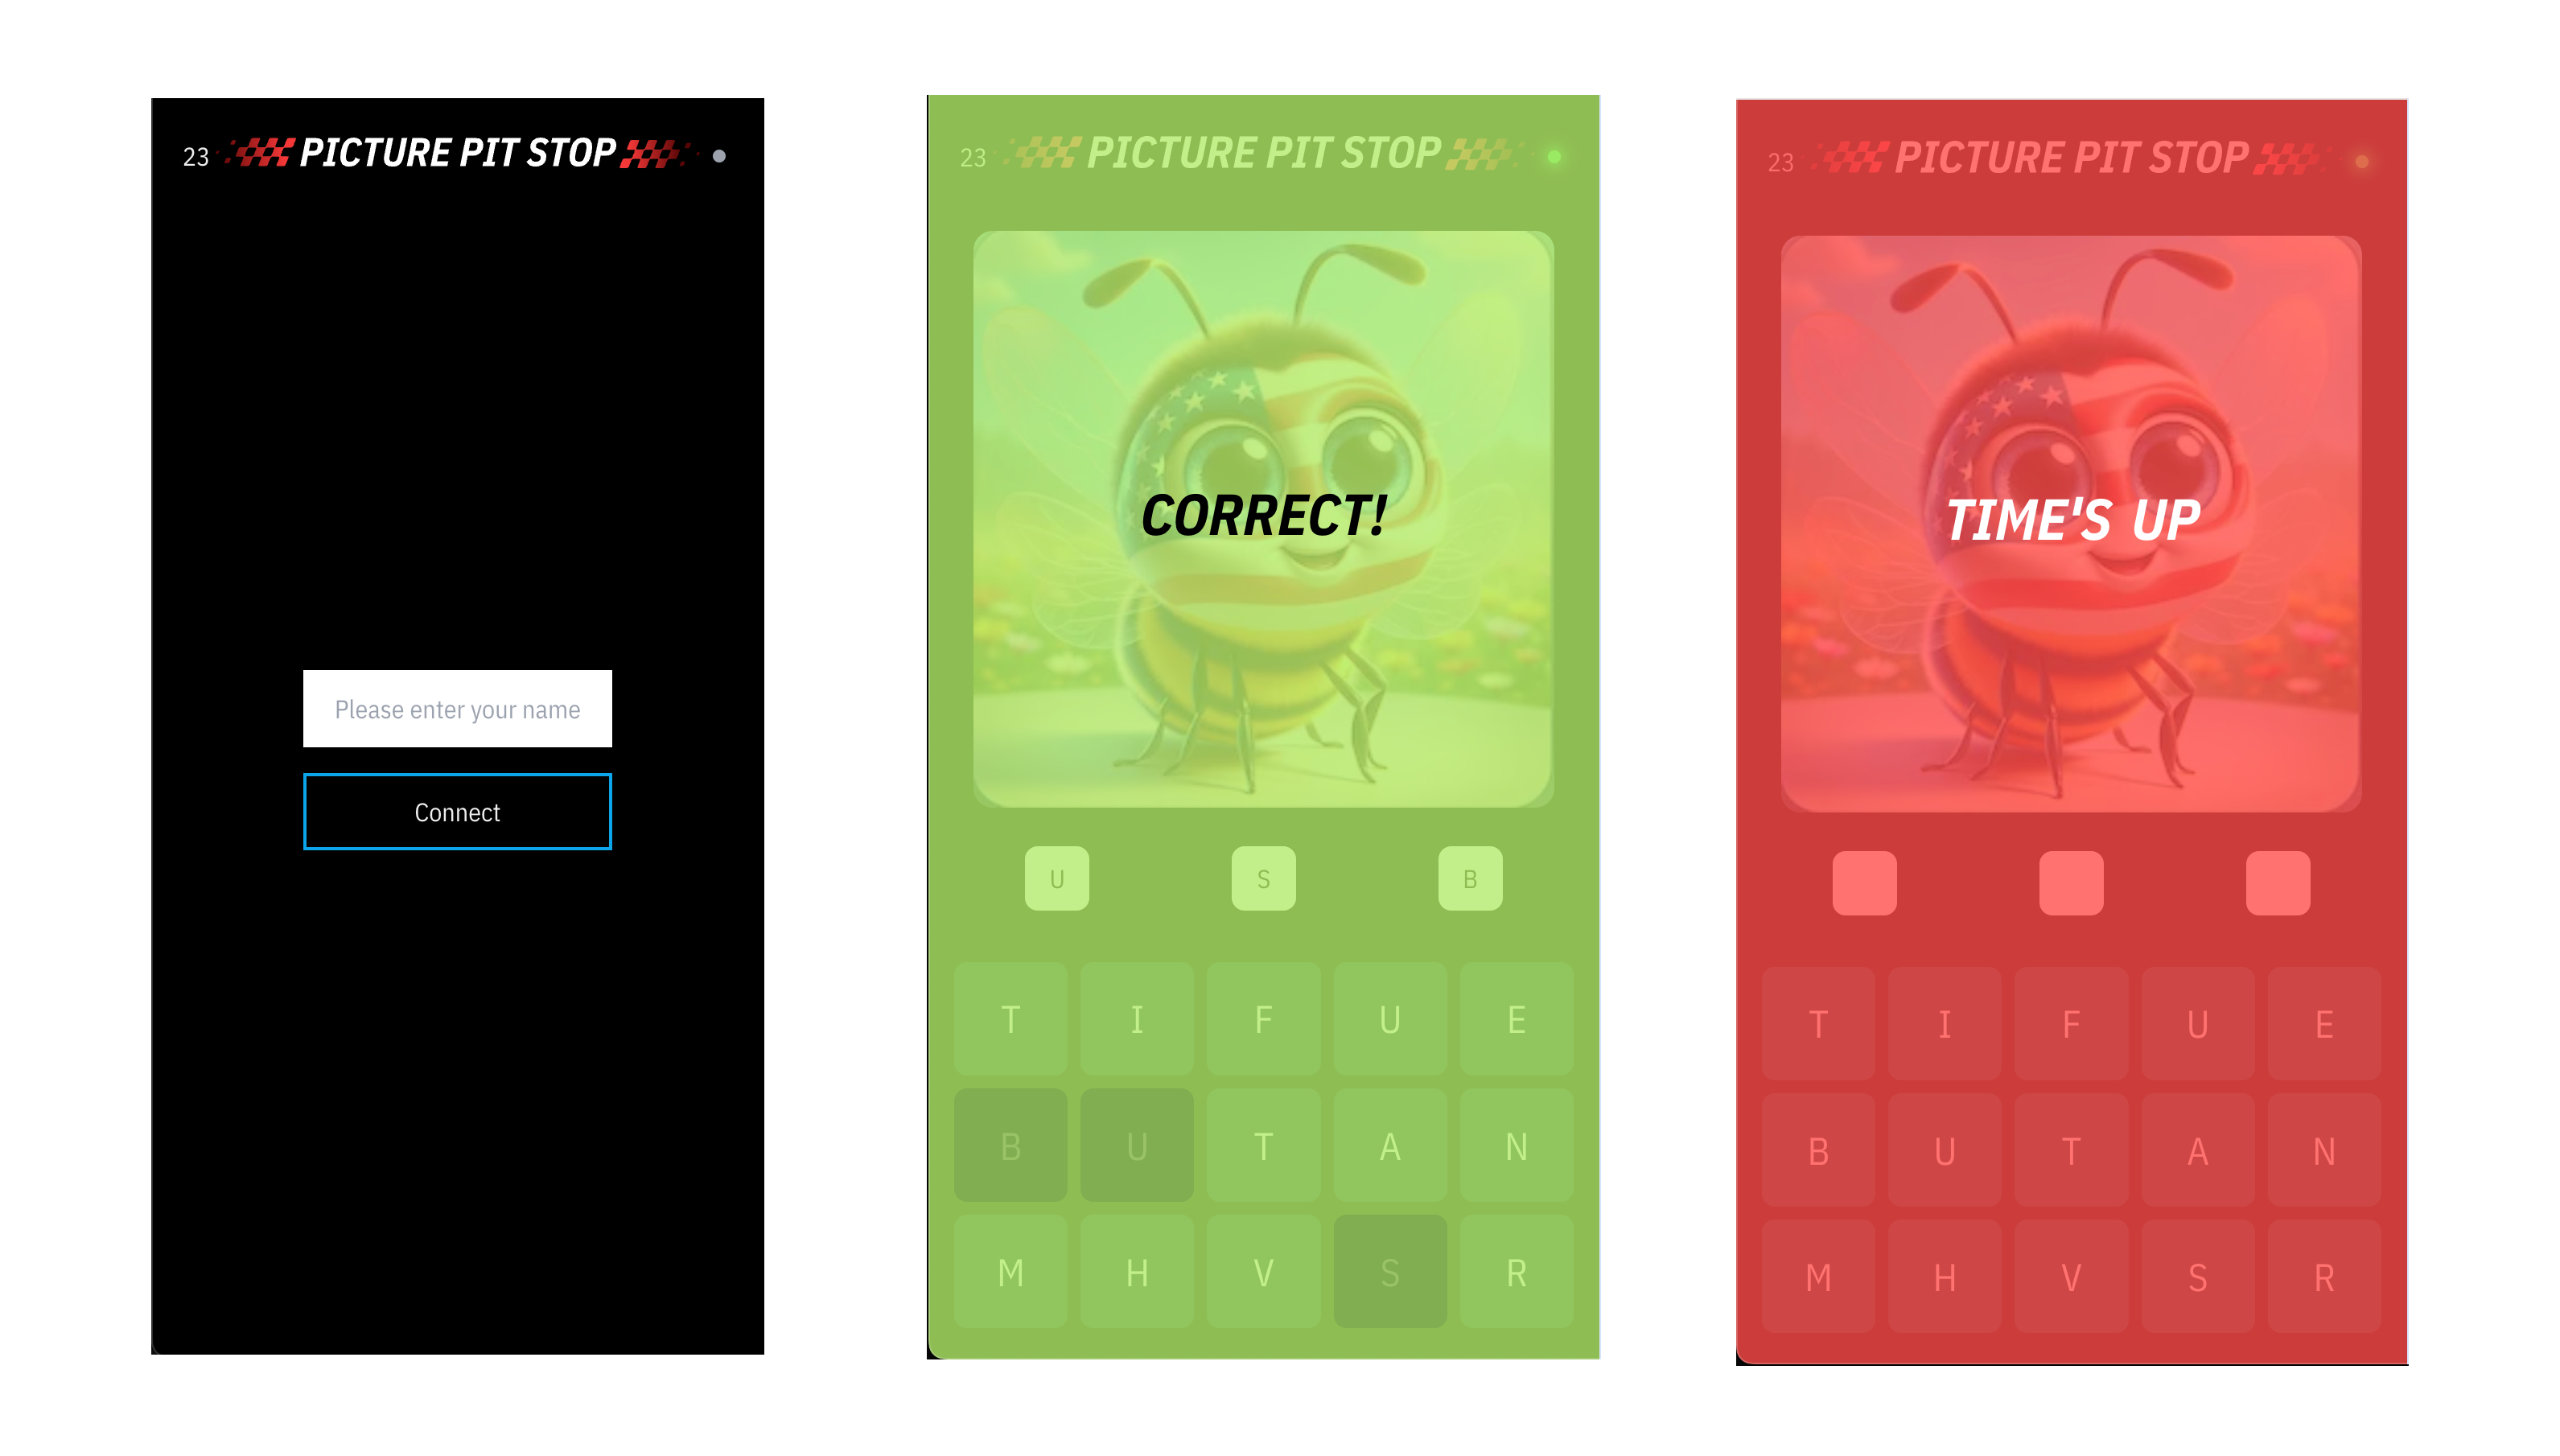 23 PICTURE PIT STOP
Please enter your name
Connect
23 PICTURE PIT STOP
CORRECT!
U S B
T I F U E
B U T A N
M H V S R
23 PICTURE PIT STOP
TIME'S UP
T I F U E
B U T A N
M H V S R